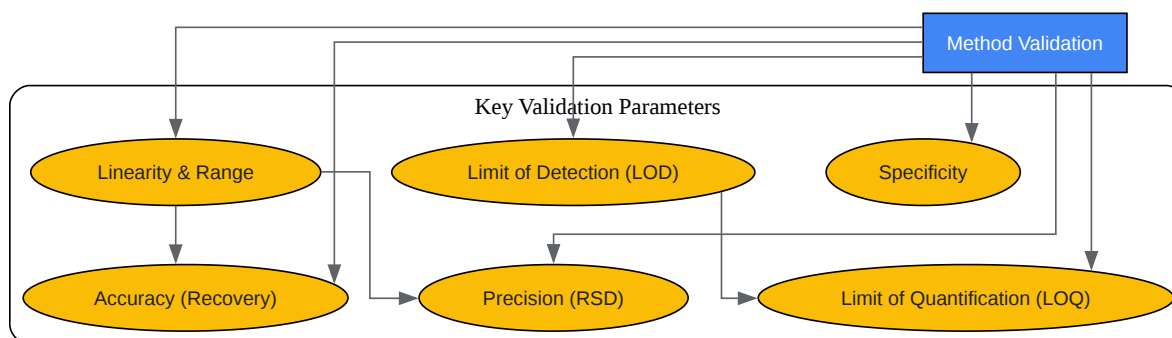 Method Validation
Key Validation Parameters
Linearity & Range
Limit of Detection (LOD)
Specificity
Accuracy (Recovery)
Precision (RSD)
Limit of Quantification (LOQ)